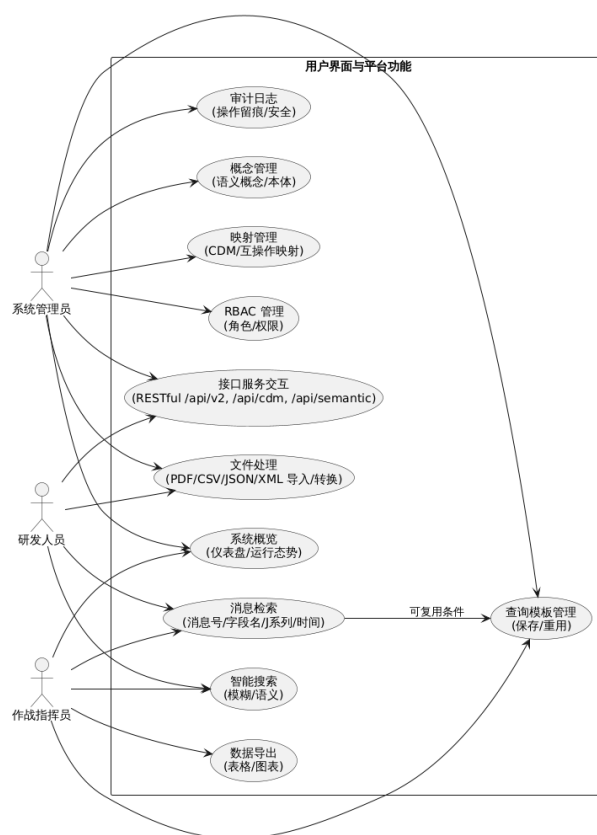 用户界面与平台功能
审计日志
(操作留痕/安全)
概念管理
(语义概念/本体)
映射管理
(CDM/互操作映射)
系统管理员
RBAC 管理
(角色/权限)
接口服务交互
(RESTful /api/v2, /api/cdm, /api/semantic)
文件处理
(PDF/CSV/JSON/XML 导入/转换)
研发人员
系统概览
(仪表盘/运行态势)
消息检索
(消息号/字段名/J系列/时间)
可复用条件
查询模板管理
(保存/重用)
智能搜索
(模糊/语义)
作战指挥员
数据导出
(表格/图表)